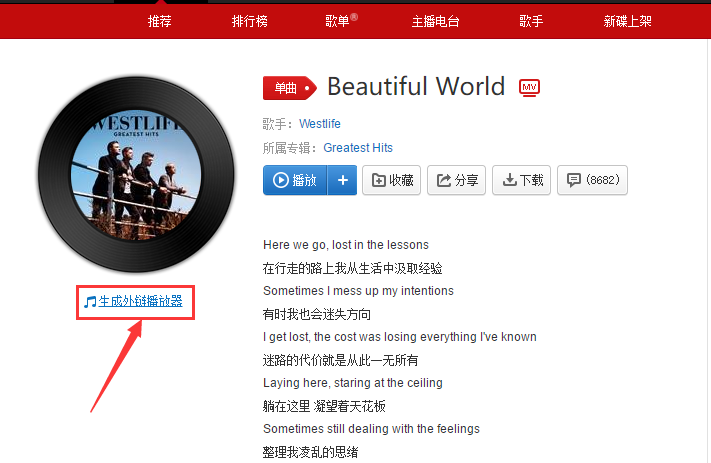 推荐 排行榜 歌单® 主播电台 歌手 新碟上架
单曲 Beautiful World MV
歌手：Westlife
所属专辑：Greatest Hits
播放 + 收藏 分享 下载 (8682)
WESTLIFE
GREATEST HITS
生成外链播放器
Here we go, lost in the lessons
在行走的路上我从生活中汲取经验
Sometimes I mess up my intentions
有时我也会迷失方向
I get lost, the cost was losing everything I've known
迷路的代价就是从此一无所有
Laying here, staring at the ceiling
躺在这里 凝望着天花板
Sometimes still dealing with the feelings
整理我凌乱的思绪